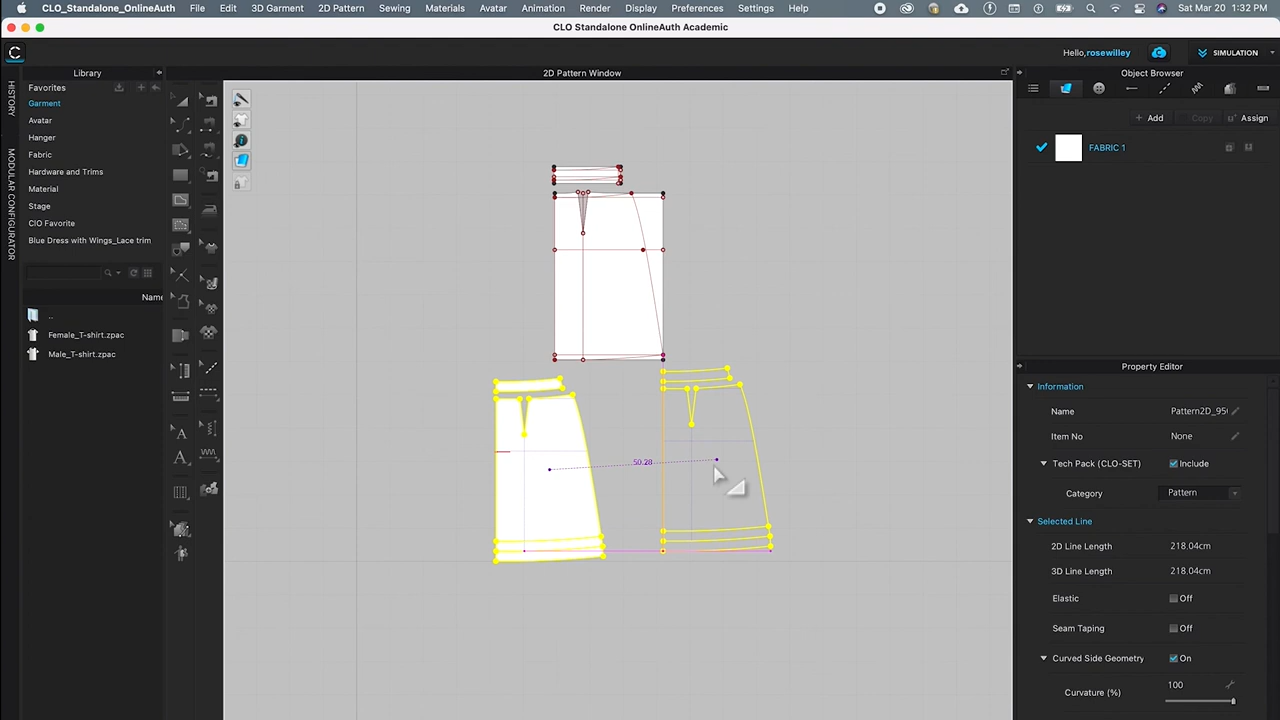 CLO_Standalone_OnlineAuth File Edit 3D Garment 2D Pattern Sewing Materials Avatar Animation Render Display Preferences Settings Help Sat Mar 20 1:32 PM
CLO Standalone OnlineAuth Academic
Hello, rosewilley SIMULATION
HISTORY
MODULAR CONFIGURATOR
Library
Favorites
Garment
Avatar
Hanger
Fabric
Hardware and Trims
Material
Stage
ClO Favorite
Blue Dress with Wings_Lace trim
Name
..
Female_T-shirt.zpac
Male_T-shirt.zpac
2D Pattern Window
50.28
Object Browser
+ Add Copy Assign
FABRIC 1
Property Editor
Information
Name Pattern2D_95
Item No None
Tech Pack (CLO-SET) Include
Category Pattern
Selected Line
2D Line Length 218.04cm
3D Line Length 218.04cm
Elastic Off
Seam Taping Off
Curved Side Geometry On
Curvature (%) 100